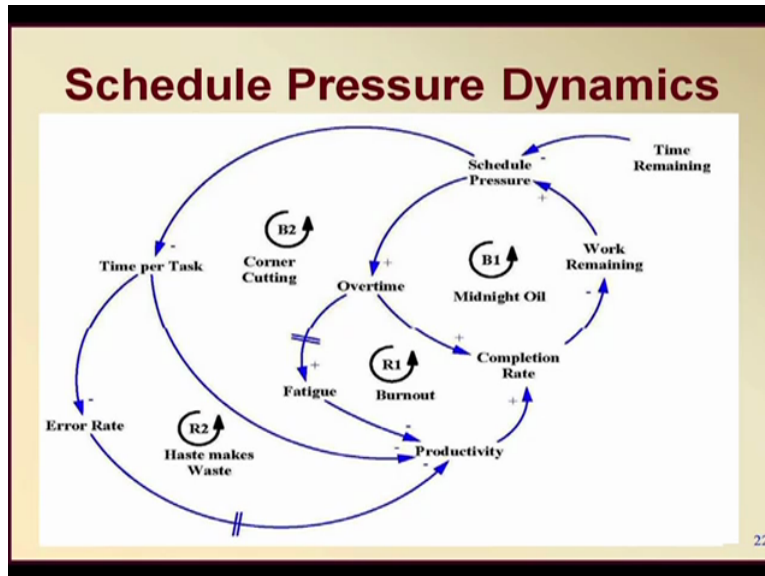 Schedule Pressure Dynamics
Time
Remaining
-
Schedule
Pressure
+
B2
-
Corner
Cutting
Time per Task
B1
Work
Remaining
+
Midnight Oil
-
Overtime
+
R1
Completion
Rate
+
Fatigue
Burnout
+
-
Error Rate
R2
-
Haste makes
Waste
-
Productivity
-
22